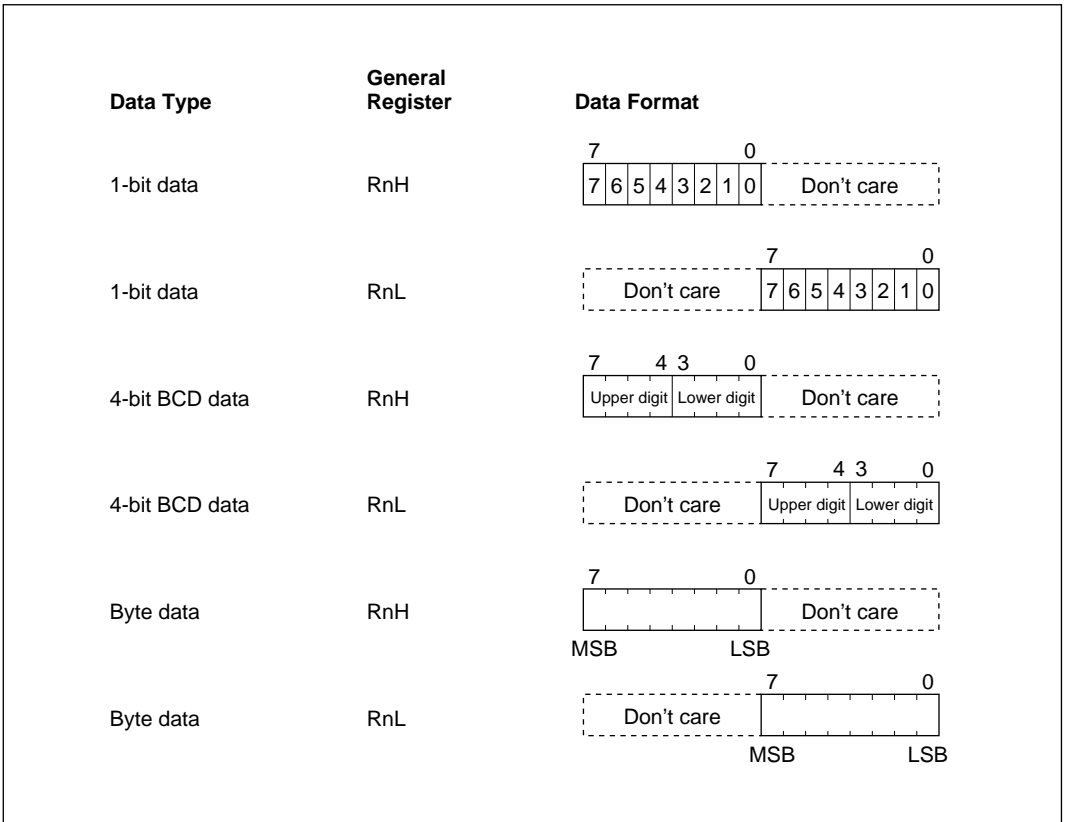 General
Data Type Register Data Format
7 0
1-bit data RnH 7 6 5 4 3 2 1 0 Don't care
7 0
1-bit data RnL Don't care 7 6 5 4 3 2 1 0
7 4 3 0
4-bit BCD data RnH Upper digit Lower digit Don't care
7 4 3 0
4-bit BCD data RnL Don't care Upper digit Lower digit
7 0
Byte data RnH Don't care
MSB LSB
7 0
Byte data RnL Don't care
MSB LSB